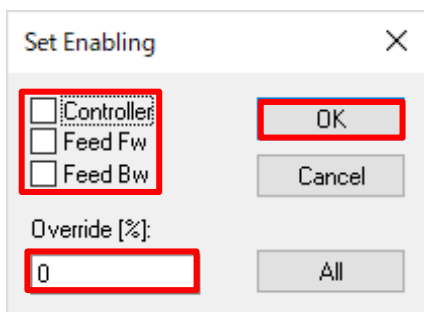 Set Enabling
Controller
Feed Fw
Feed Bw
OK
Cancel
Override [%]:
0
All